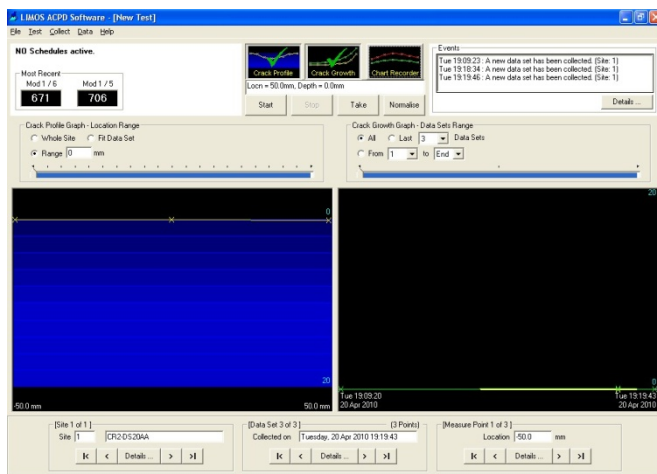 LIMOS ACPD Software - [New Test]
File Test Collect Data Help
NO Schedules active.
Most Recent
Mod 1 / 6 Mod 1 / 5
671 706
Crack Profile Crack Growth Chart Recorder
Locn = 50.0mm, Depth = 0.0mm
Start Stop Take Normalise
Events
Tue 19:09:23 : A new data set has been collected. (Site: 1)
Tue 19:18:34 : A new data set has been collected. (Site: 1)
Tue 19:19:46 : A new data set has been collected. (Site: 1)
Details ...
Crack Profile Graph - Location Range
Whole Site Fit Data Set
Range 0 mm
Crack Growth Graph - Data Sets Range
All Last 3 Data Sets
From 1 to End
0
20
-50.0 mm 50.0 mm
20
0
Tue 19:09:20 Tue 19:19:43
20 Apr 2010 20 Apr 2010
[Site 1 of 1]
Site 1 CR2-DS20AA
Details ...
[Data Set 3 of 3] (3 Points)
Collected on Tuesday, 20 Apr 2010 19:19:43
Details ...
[Measure Point 1 of 3]
Location -50.0 mm
Details ...